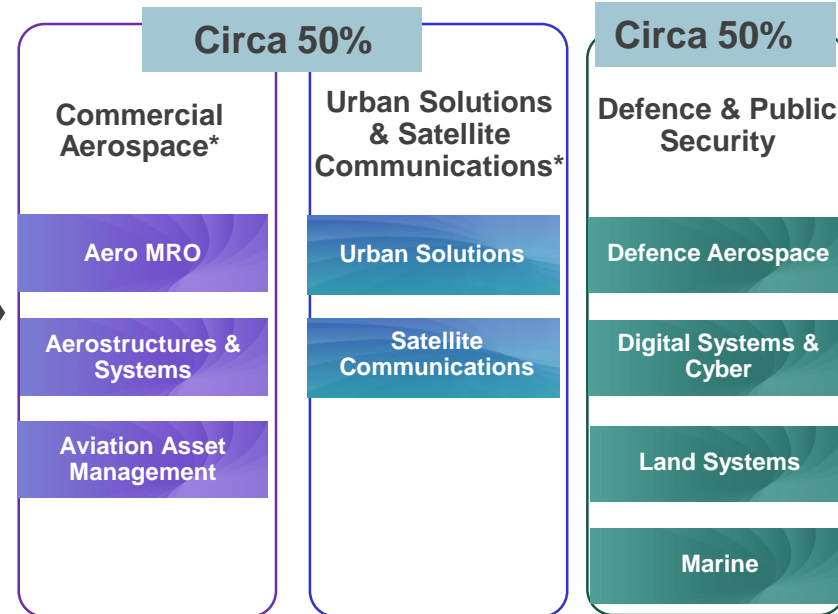 Circa 50%
Commercial
Aerospace*
Aero MRO
Aerostructures &
Systems
Aviation Asset
Management
Urban Solutions
& Satellite
Communications*
Urban Solutions
Satellite
Communications
Circa 50%
Defence & Public
Security
Defence Aerospace
Digital Systems &
Cyber
Land Systems
Marine